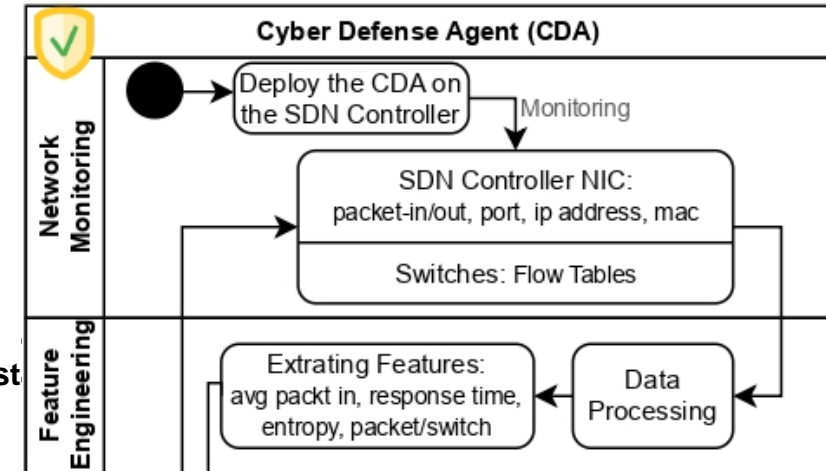 Cyber Defense Agent (CDA)
Network
Monitoring
Deploy the CDA on
the SDN Controller
Monitoring
SDN Controller NIC:
packet-in/out, port, ip address, mac
Switches: Flow Tables
Feature
Engineering
Extrating Features:
avg packt in, response time,
entropy, packet/switch
Data
Processing